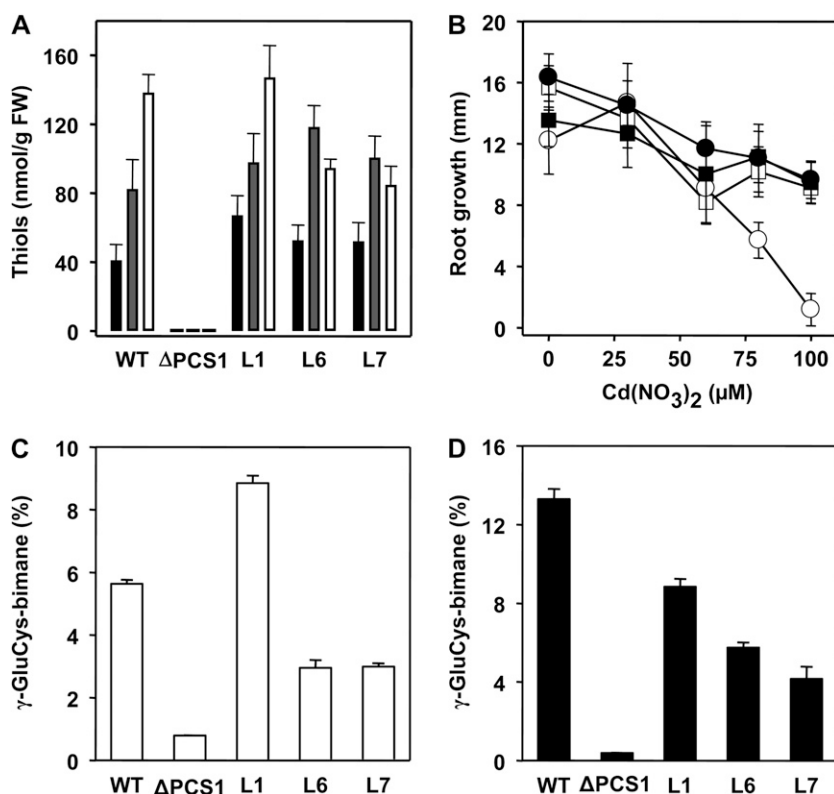 A
Thiols (nmol/g FW)
160
120
80
40
0
WT ΔPCS1 L1 L6 L7
B
Root growth (mm)
20
16
12
8
4
0
0 25 50 75 100
Cd(NO3)2 (µM)
C
γ-GluCys-bimane (%)
10
8
6
4
2
0
WT ΔPCS1 L1 L6 L7
D
γ-GluCys-bimane (%)
16
12
8
4
0
WT ΔPCS1 L1 L6 L7